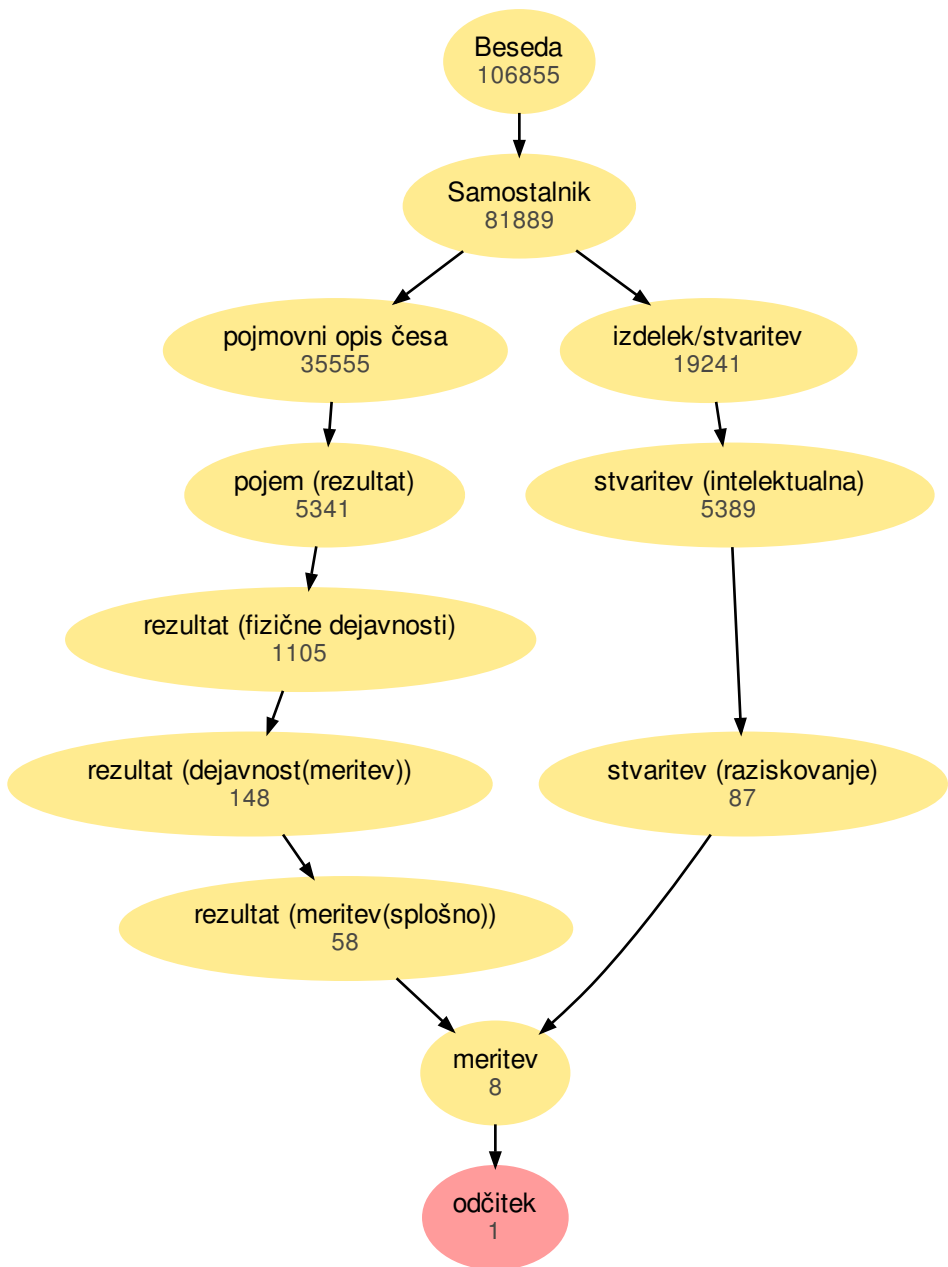 Beseda
106855
Samostalnik
81889
pojmovni opis česa
35555
izdelek/stvaritev
19241
pojem (rezultat)
5341
stvaritev (intelektualna)
5389
rezultat (fizične dejavnosti)
1105
rezultat (dejavnost(meritev))
148
stvaritev (raziskovanje)
87
rezultat (meritev(splošno))
58
meritev
8
odčitek
1